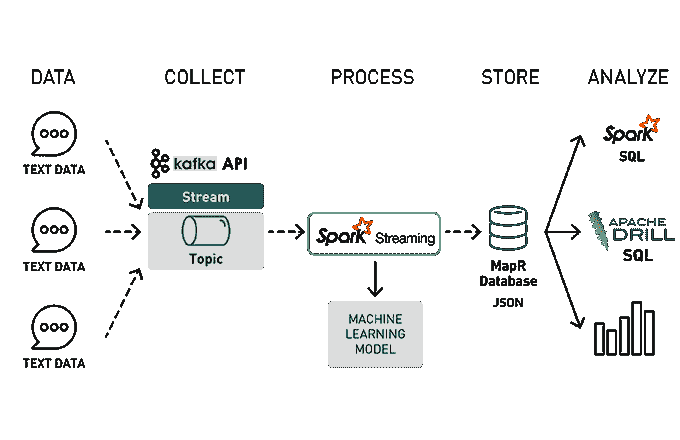 DATA
COLLECT
PROCESS
STORE
ANALYZE
TEXT DATA
TEXT DATA
TEXT DATA
kafka API
Stream
Topic
Spark Streaming
MACHINE
LEARNING
MODEL
MapR
Database
JSON
Spark
SQL
APACHE
DRILL
SQL